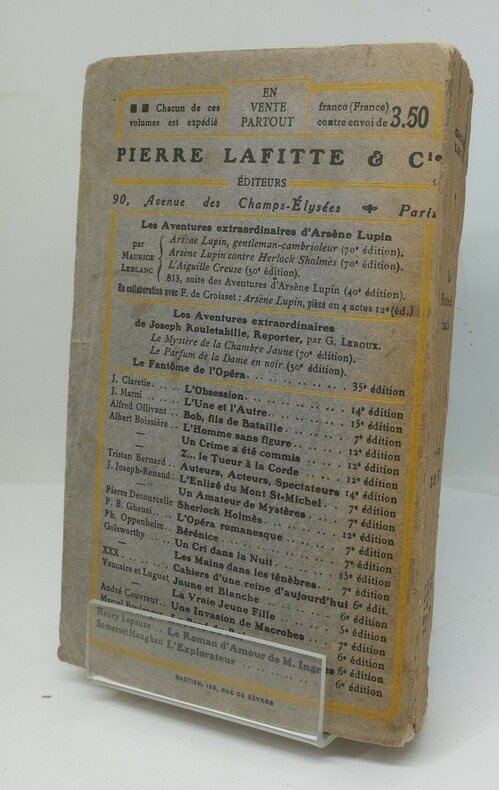 ■ ■ Chacun de ces
volumes est expédié
EN
VENTE
PARTOUT
franco (France)
contre envoi de 3.50
PIERRE LAFITTE & Cie
ÉDITEURS
90, Avenue des Champs-Élysées Paris
Les Aventures extraordinaires d'Arsène Lupin
par
MAURICE
LEBLANC
Arsène Lupin, gentleman-cambrioleur (70e édition).
Arsène Lupin contre Herlock Sholmès (70e édition).
L'Aiguille Creuse (50e édition).
813, suite des Aventures d'Arsène Lupin (40e édition).
En collaboration avec F. de Croisset : Arsène Lupin, pièce en 4 actes 12e (éd.)
Les Aventures extraordinaires
de Joseph Rouletabille, Reporter, par G. LEROUX.
Le Mystère de la Chambre Jaune (70e édition).
Le Parfum de la Dame en noir (50e édition).
Le Fantôme de l'Opéra. 35e édition
J. Claretie L'Obsession 14e édition
J. Marni L'Une et l'Autre 15e édition
Alfred Ollivant Bob, fils de Bataille 7e édition
Albert Boissière L'Homme sans figure 12e édition
— Un Crime a été commis 12e édition
— Z... le Tueur à la Corde 12e édition
Tristan Bernard Auteurs, Acteurs, Spectateurs 14e édition
J. Joseph-Renaud L'Enlizé du Mont St-Michel 7e édition
— Un Amateur de Mystères 7e édition
Pierre Decourcelle Sherlock Holmès 12e édition
P. B. Gheusi L'Opéra romanesque 7e édition
— Bérénice 7e édition
Ph. Oppenheim Un Cri dans la Nuit 15e édition
Golsworthy Les Mains dans les ténèbres 7e édition
XXX Cahiers d'une reine d'aujourd'hui 6e édit.
Vaucaire et Luguet Jaune et Blanche 6e édition
— La Vraie Jeune Fille 5e édition
André Couvreur Une Invasion de Macrobes 7e édition
Marcel 6e édition
Henry Lapauze Le Roman d'Amour de M. Ingres 6e édition
Somerset Maughan L'Explorateur 6e édition
BASTIEN, 189, RUE DE SÈVRES